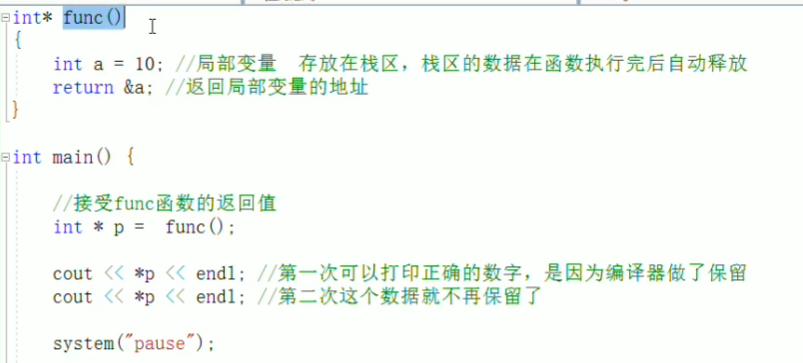 int* func()
{
int a = 10; //局部变量 存放在栈区，栈区的数据在函数执行完后自动释放
return &a; //返回局部变量的地址
}
int main() {
//接受func函数的返回值
int * p = func();
cout << *p << endl; //第一次可以打印正确的数字，是因为编译器做了保留
cout << *p << endl; //第二次这个数据就不再保留了
system("pause");